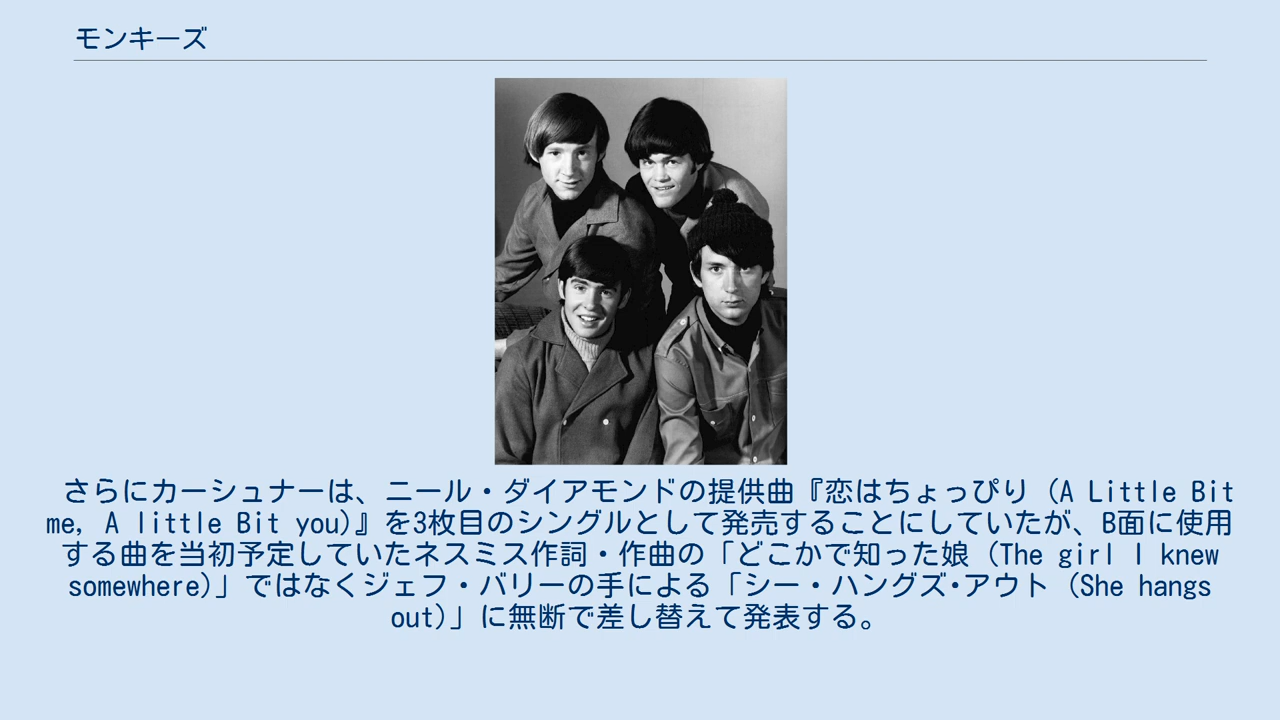 モンキーズ
さらにカーシュナーは、ニール・ダイアモンドの提供曲『恋はちょっぴり (A Little Bit
me, A little Bit you)』を3枚目のシングルとして発売することにしていたが、B面に使用
する曲を当初予定していたネスミス作詞・作曲の「どこかで知った娘 (The girl I knew
somewhere)」ではなくジェフ・バリーの手による「シー・ハングズ・アウト (She hangs
out)」に無断で差し替えて発表する。